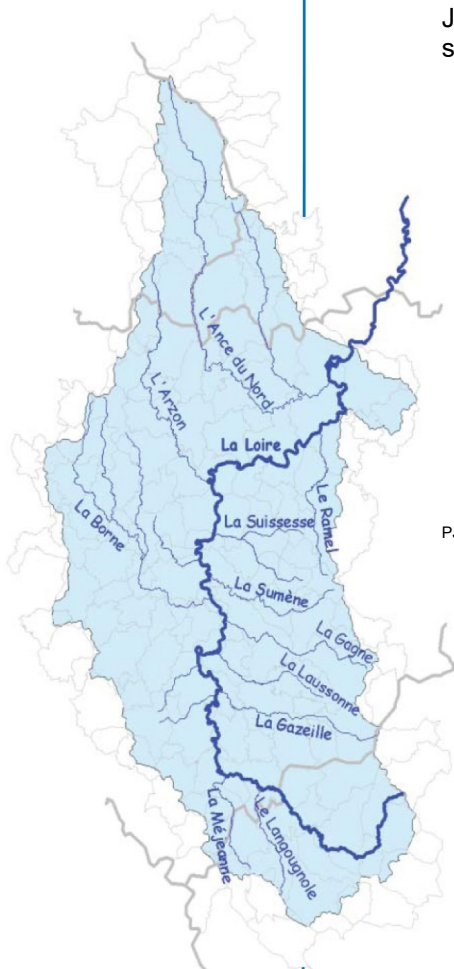 J
s
L'Ance du Nord
L'Arzon
La Loire
Le Ramel
La Suissesse
La Borne
P
La Sumène
La Gagne
La Laussonne
La Gazeille
La Méjeanne
Le Langougnole